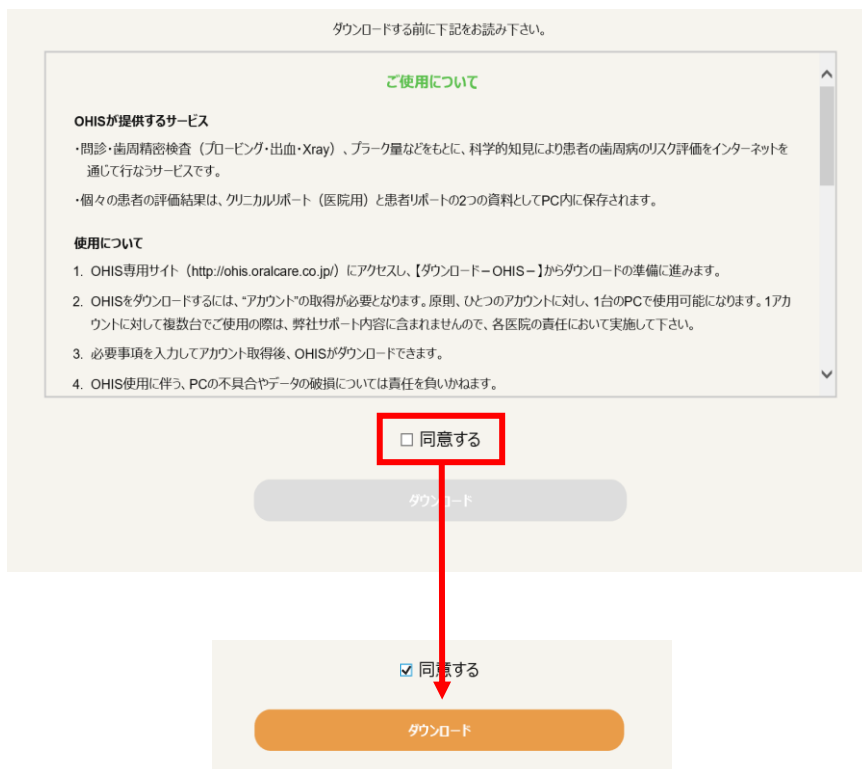 ダウンロードする前に下記をお読み下さい。
ご使用について
OHISが提供するサービス
・問診・歯周精密検査（プロービング・出血・Xray）、プラーク量などをもとに、科学的知見により患者の歯周病のリスク評価をインターネットを
通じて行なうサービスです。
・個々の患者の評価結果は、クリニカルリポート（医院用）と患者リポートの2つの資料としてPC内に保存されます。
使用について
1. OHIS専用サイト（http://ohis.oralcare.co.jp/）にアクセスし、【ダウンロード－OHIS－】からダウンロードの準備に進みます。
2. OHISをダウンロードするには、“アカウント”の取得が必要となります。原則、ひとつのアカウントに対し、1台のPCで使用可能になります。1アカ
ウントに対して複数台でご使用の際は、弊社サポート内容に含まれませんので、各医院の責任において実施して下さい。
3. 必要事項を入力してアカウント取得後、OHISがダウンロードできます。
4. OHIS使用に伴う、PCの不具合やデータの破損については責任を負いかねます。
同意する
ダウンロード
同意する
ダウンロード